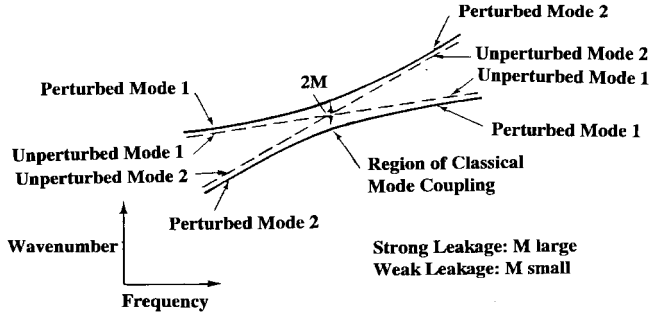 Perturbed Mode 2
Unperturbed Mode 2
Unperturbed Mode 1
2M
Perturbed Mode 1
Perturbed Mode 1
Unperturbed Mode 1
Unperturbed Mode 2
Region of Classical
Mode Coupling
Perturbed Mode 2
Wavenumber
Strong Leakage: M large
Weak Leakage: M small
Frequency